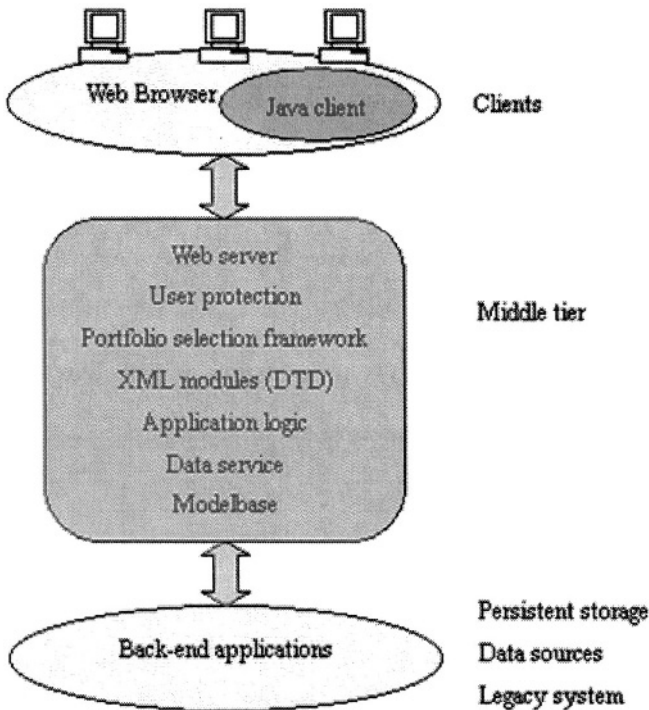 Web Browser
Java client
Clients
Web server
User protection
Portfolio selection framework
XML modules (DTD)
Application logic
Data service
Modelbase
Middle tier
Back-end applications
Persistent storage
Data sources
Legacy system